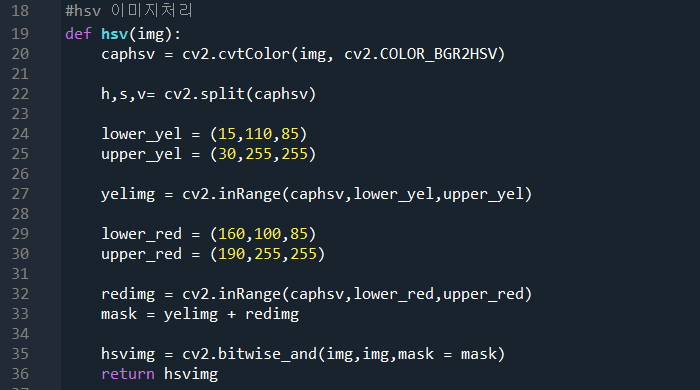 18 #hsv 이미지처리
19 def hsv(img):
20 caphsv = cv2.cvtColor(img, cv2.COLOR_BGR2HSV)
21
22 h,s,v= cv2.split(caphsv)
23
24 lower_yel = (15,110,85)
25 upper_yel = (30,255,255)
26
27 yelimg = cv2.inRange(caphsv,lower_yel,upper_yel)
28
29 lower_red = (160,100,85)
30 upper_red = (190,255,255)
31
32 redimg = cv2.inRange(caphsv,lower_red,upper_red)
33 mask = yelimg + redimg
34
35 hsvimg = cv2.bitwise_and(img,img,mask = mask)
36 return hsvimg